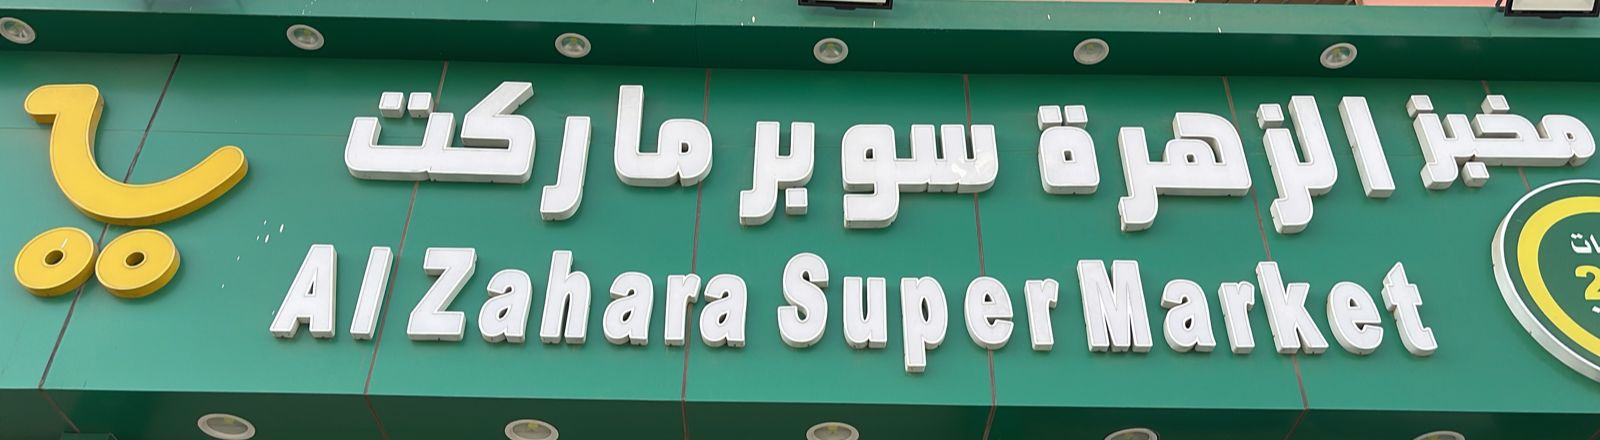 مخبز الزهرة سوبر ماركت
Al Zahara Super Market